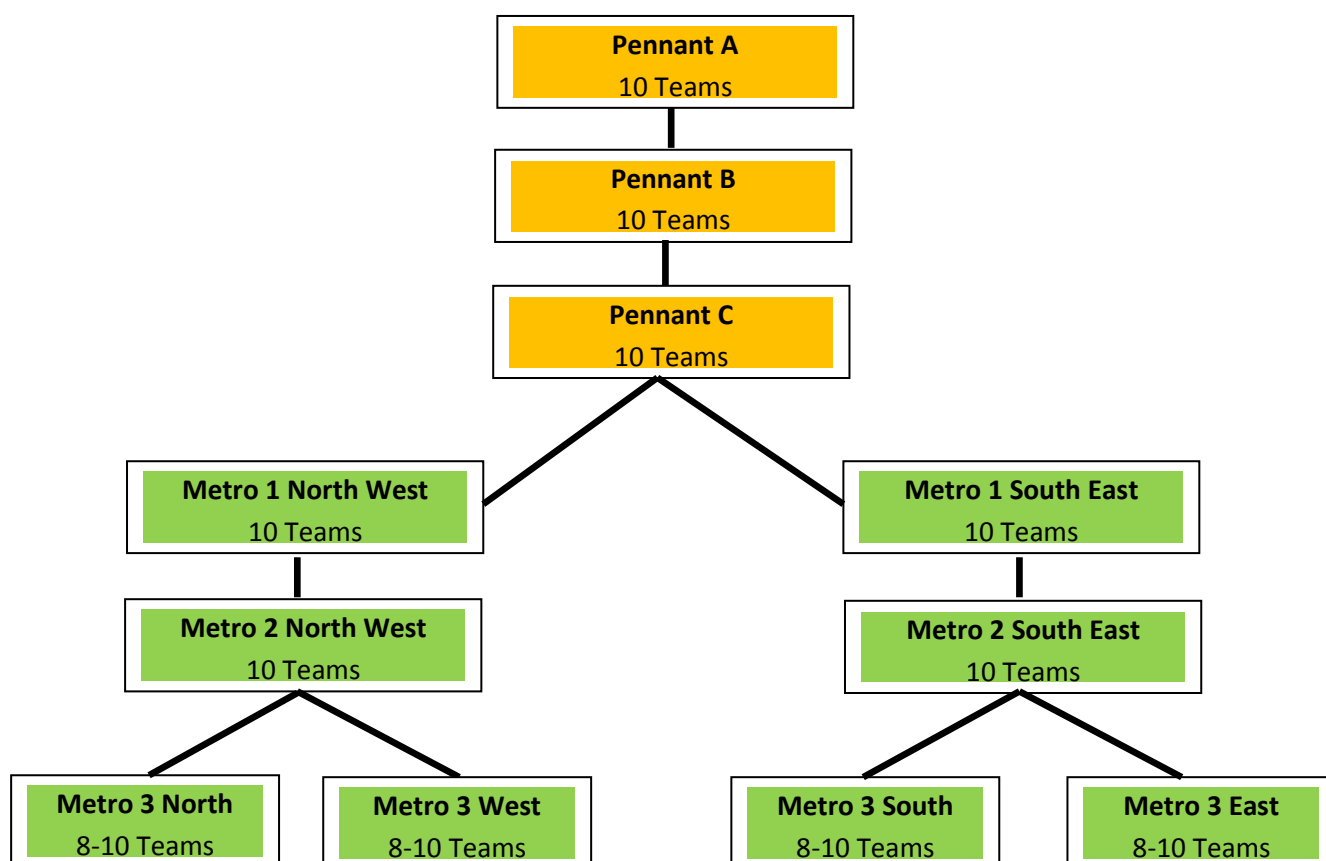 Pennant A
10 Teams
Pennant B
10 Teams
Pennant C
10 Teams
Metro 1 North West
10 Teams
Metro 1 South East
10 Teams
Metro 2 North West
10 Teams
Metro 2 South East
10 Teams
Metro 3 North
8-10 Teams
Metro 3 West
8-10 Teams
Metro 3 South
8-10 Teams
Metro 3 East
8-10 Teams